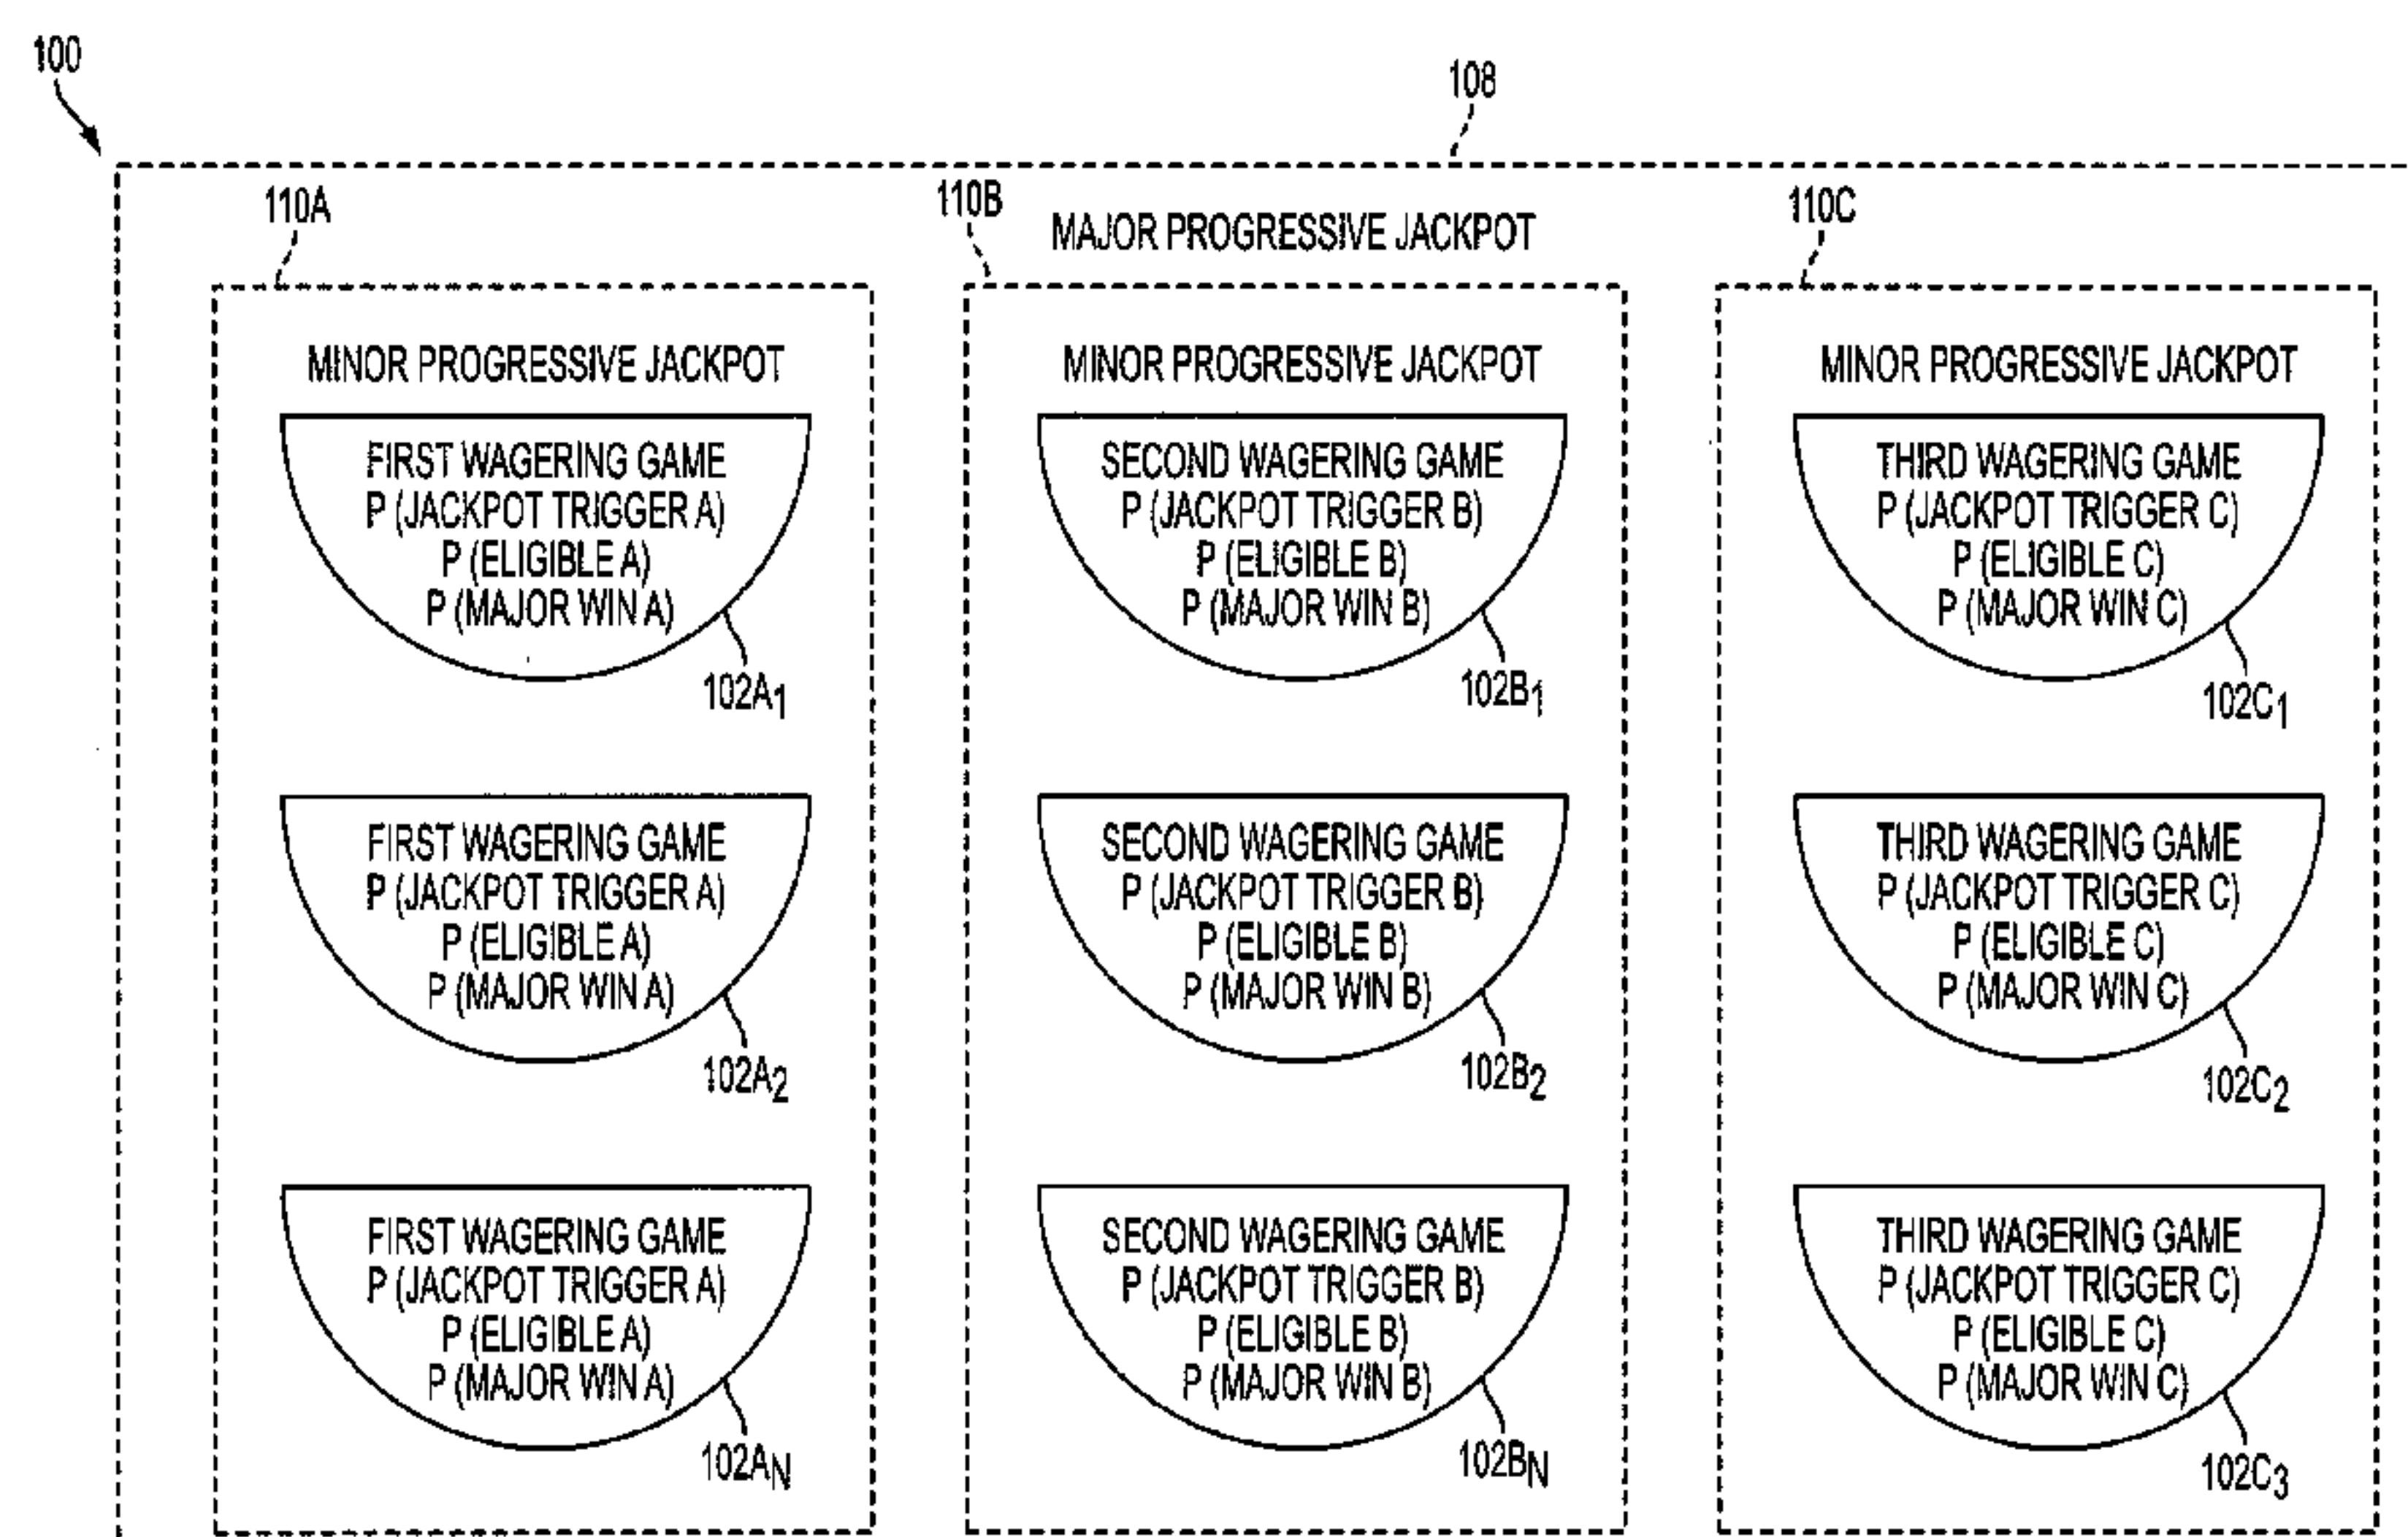 100
108
110A
110B
110C
MAJOR PROGRESSIVE JACKPOT
MINOR PROGRESSIVE JACKPOT
FIRST WAGERING GAME
P (JACKPOT TRIGGER A)
P (ELIGIBLE A)
P (MAJOR WIN A)
102A1
FIRST WAGERING GAME
P (JACKPOT TRIGGER A)
P (ELIGIBLE A)
P (MAJOR WIN A)
102A2
FIRST WAGERING GAME
P (JACKPOT TRIGGER A)
P (ELIGIBLE A)
P (MAJOR WIN A)
102AN
MINOR PROGRESSIVE JACKPOT
SECOND WAGERING GAME
P (JACKPOT TRIGGER B)
P (ELIGIBLE B)
P (MAJOR WIN B)
102B1
SECOND WAGERING GAME
P (JACKPOT TRIGGER B)
P (ELIGIBLE B)
P (MAJOR WIN B)
102B2
SECOND WAGERING GAME
P (JACKPOT TRIGGER B)
P (ELIGIBLE B)
P (MAJOR WIN B)
102BN
MINOR PROGRESSIVE JACKPOT
THIRD WAGERING GAME
P (JACKPOT TRIGGER C)
P (ELIGIBLE C)
P (MAJOR WIN C)
102C1
THIRD WAGERING GAME
P (JACKPOT TRIGGER C)
P (ELIGIBLE C)
P (MAJOR WIN C)
102C2
THIRD WAGERING GAME
P (JACKPOT TRIGGER C)
P (ELIGIBLE C)
P (MAJOR WIN C)
102C3